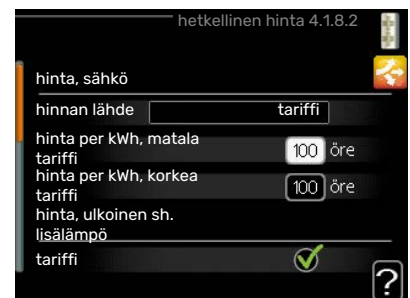 hetkellinen hinta 4.1.8.2
hinta, sähkö
hinnan lähde tariffi
hinta per kWh, matala
tariffi
100 öre
hinta per kWh, korkea
tariffi
100 öre
hinta, ulkoinen sh.
lisälämpö
tariffi
?